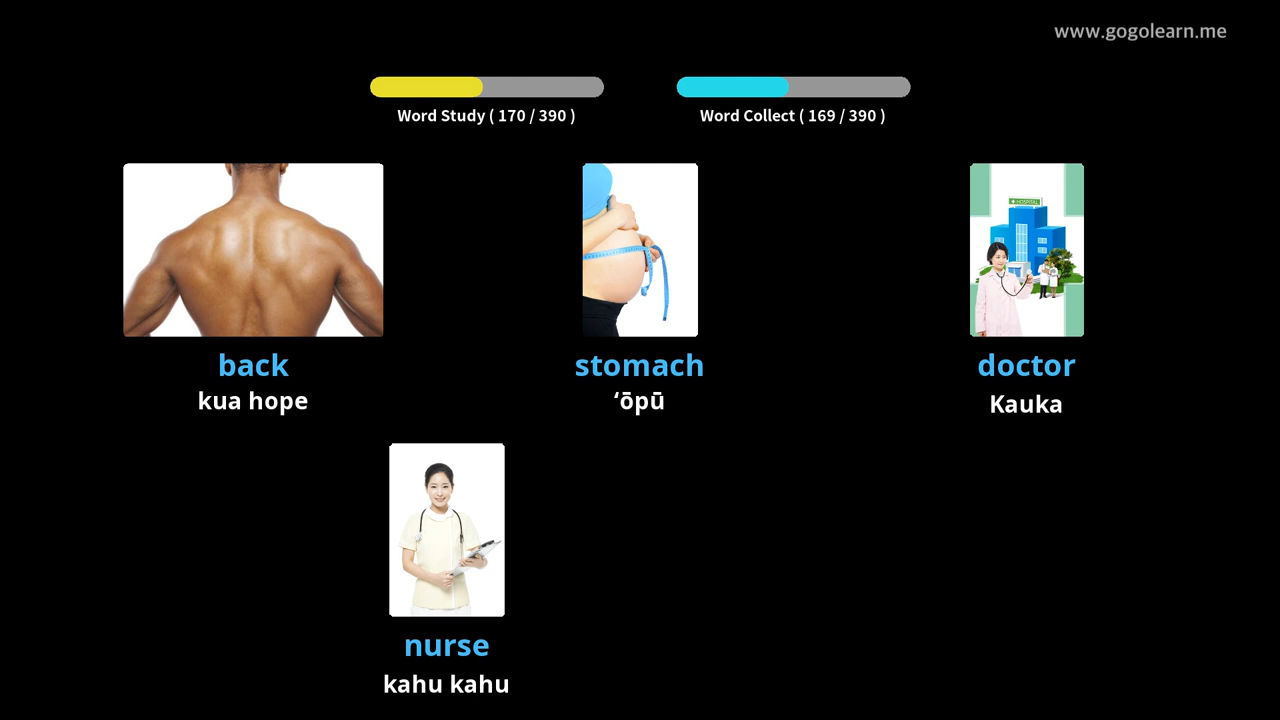 www.gogolearn.me
Word Study ( 170 / 390 )
Word Collect ( 169 / 390 )
HOSPITAL
back
kua hope
stomach
ʻōpū
doctor
Kauka
nurse
kahu kahu